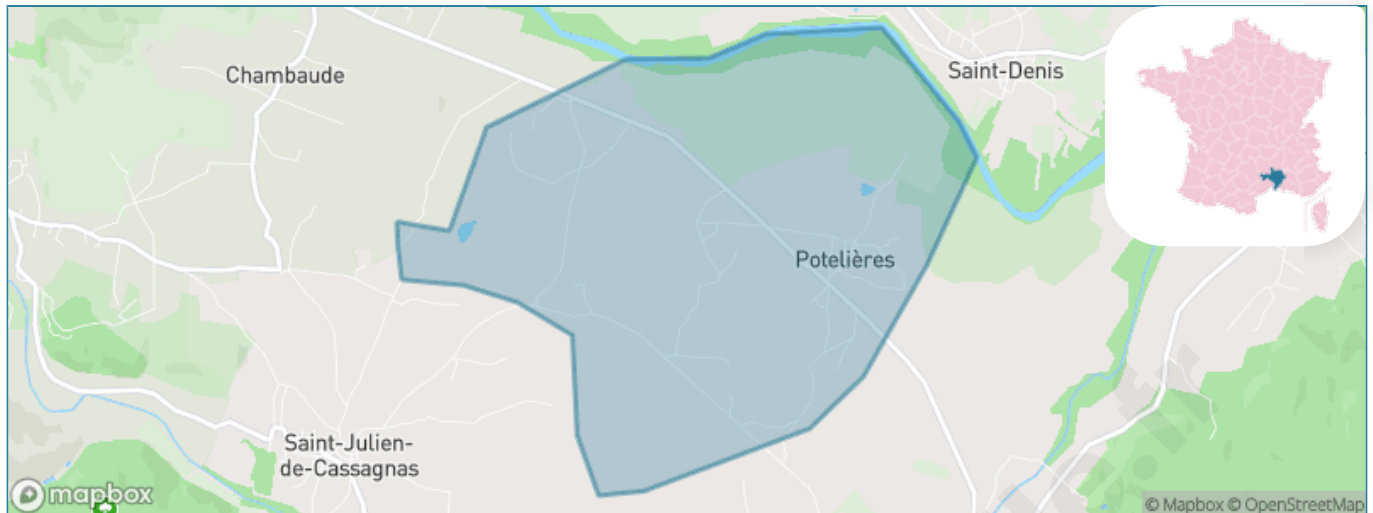 Chambaude
Saint-Denis
Potelières
Saint-Julien-
de-Cassagnas
mapbox
© Mapbox © OpenStreetMap